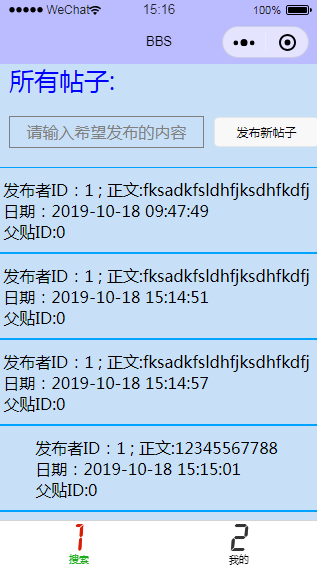 WeChat 15:16 100%
BBS
所有帖子:
请输入希望发布的内容 发布新帖子
发布者ID：1 ; 正文:fksadkfsldhfjksdhfkdfj
日期：2019-10-18 09:47:49
父贴ID:0
发布者ID：1 ; 正文:fksadkfsldhfjksdhfkdfj
日期：2019-10-18 15:14:51
父贴ID:0
发布者ID：1 ; 正文:fksadkfsldhfjksdhfkdfj
日期：2019-10-18 15:14:57
父贴ID:0
发布者ID：1 ; 正文:12345567788
日期：2019-10-18 15:15:01
父贴ID:0
1 2
搜索 我的